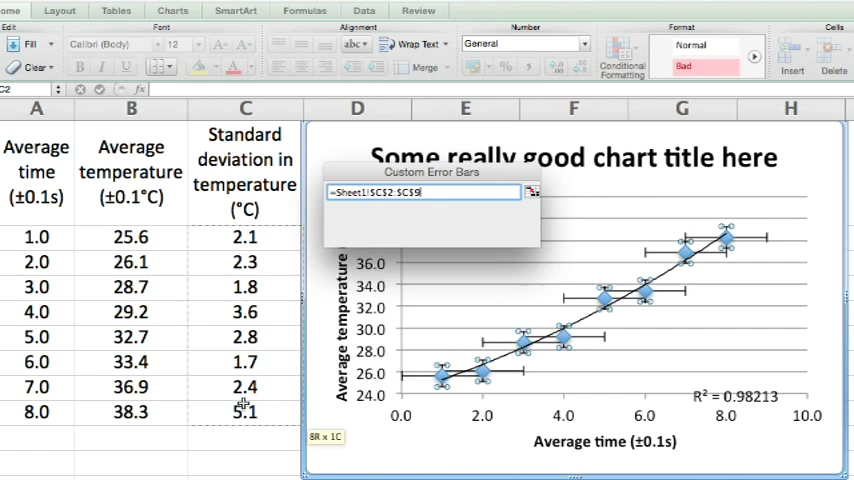 ome Layout Tables Charts SmartArt Formulas Data Review
Edit Font Alignment Number Format Cells
Fill Calibri (Body) 12 A A abc Wrap Text General Normal
Clear B I U A Merge % Conditional Formatting Bad Insert Delete
C2 fx
A B C D E F G H
Average time (±0.1s)
Average temperature (±0.1°C)
Standard deviation in temperature (°C)
1.0 25.6 2.1
2.0 26.1 2.3
3.0 28.7 1.8
4.0 29.2 3.6
5.0 32.7 2.8
6.0 33.4 1.7
7.0 36.9 2.4
8.0 38.3 5.1
Some really good chart title here
Custom Error Bars
=Sheet1!$C$2:$C$9
Average temperature
36.0
34.0
32.0
30.0
28.0
26.0
24.0
R² = 0.98213
0.0 2.0 4.0 6.0 8.0 10.0
Average time (±0.1s)
8R x 1C